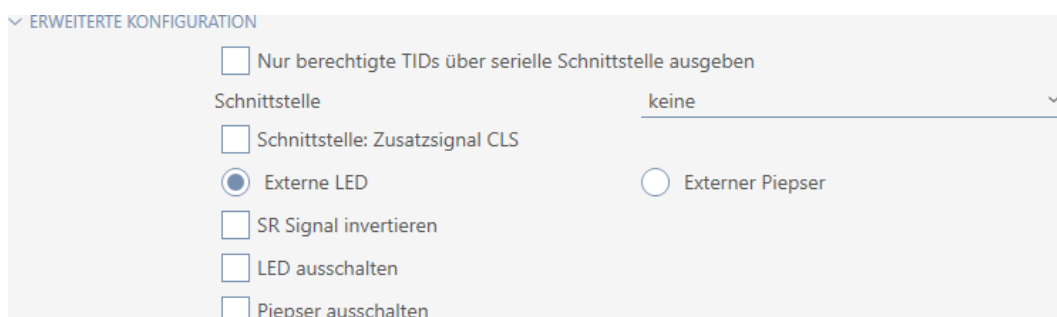 ERWEITERTE KONFIGURATION
Nur berechtigte TIDs über serielle Schnittstelle ausgeben
Schnittstelle keine
Schnittstelle: Zusatzsignal CLS
Externe LED Externer Piepser
SR Signal invertieren
LED ausschalten
Piepser ausschalten